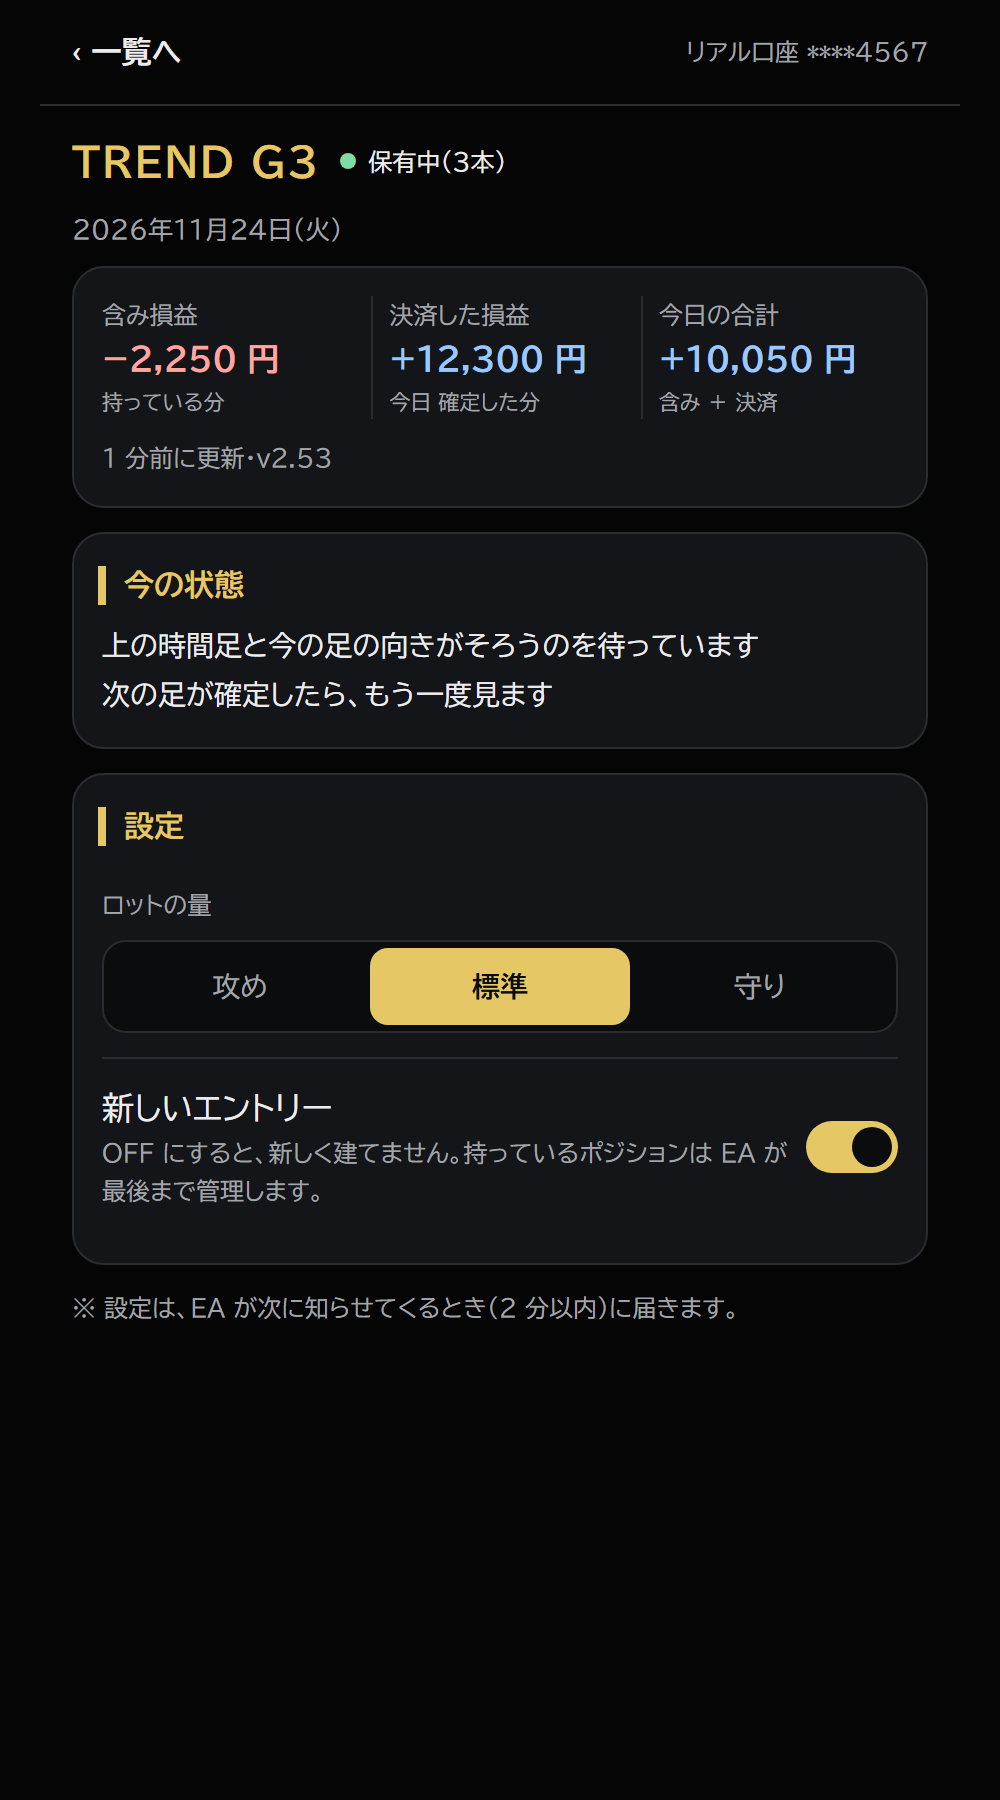 ‹ 一覧へ
リアル口座 ****4567
TREND G3
保有中(3本)
2026年11月24日(火)
含み損益
−2,250 円
持っている分
決済した損益
+12,300 円
今日 確定した分
今日の合計
+10,050 円
含み + 決済
1 分前に更新・v2.53
今の状態
上の時間足と今の足の向きがそろうのを待っています
次の足が確定したら、もう一度見ます
設定
ロットの量
攻め
標準
守り
新しいエントリー
OFF にすると、新しく建てません。持っているポジションは EA が
最後まで管理します。
※ 設定は、EA が次に知らせてくるとき(2 分以内)に届きます。